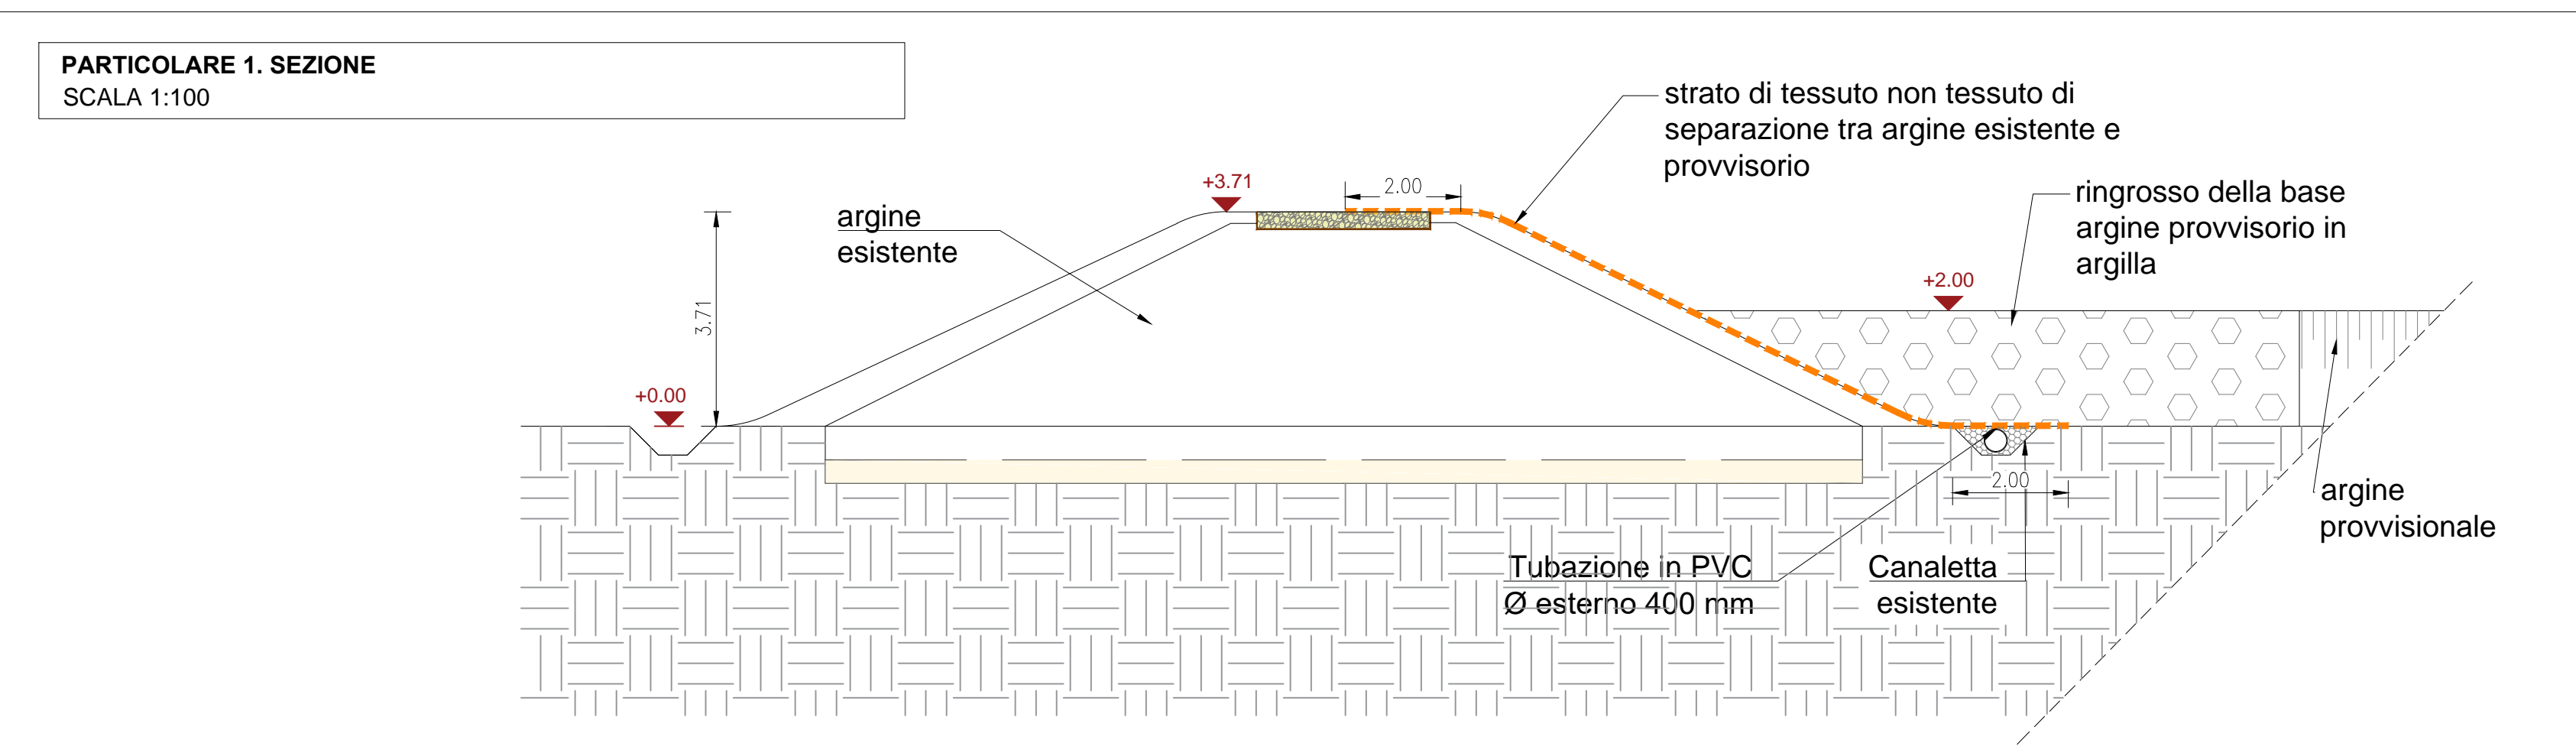 PARTICOLARE 1. SEZIONE
SCALA 1:100
strato di tessuto non tessuto di
separazione tra argine esistente e
provvisorio
+3.71
2.00
ringrosso della base
argine provvisorio in
argilla
argine
esistente
+2.00
3.71
+0.00
2.00
argine
provvisionale
Tubazione in PVC
Ø esterno 400 mm
Canaletta
esistente